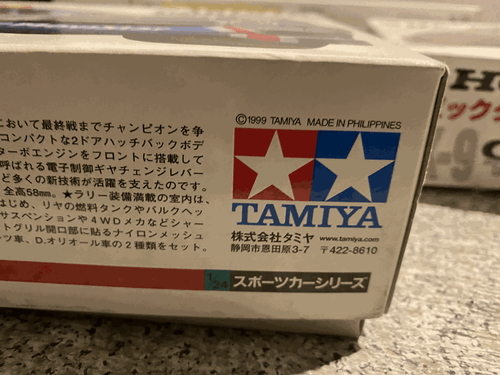 ©1999 TAMIYA MADE IN PHILIPPINES
において最終戦までチャンピオンを争
コンパクトな2ドアハッチバックボデ
ターボエンジンをフロントに搭載して
呼ばれる電子制御ギヤチェンジレバー
ど多くの新技術が活躍を支えたのです。
全高58mm。★ラリー装備満載の室内は、
はじめ、リヤの燃料タンクやバルクヘッ
サスペンションや4WDメカなどシャー
トグリル開口部に貼るナイロンメッシュ
ーツ車、D.オリオール車の2種類をセット。
TAMIYA
株式会社タミヤ www.tamiya.com
静岡市恩田原3-7 〒422-8610
1/24 スポーツカーシリーズ